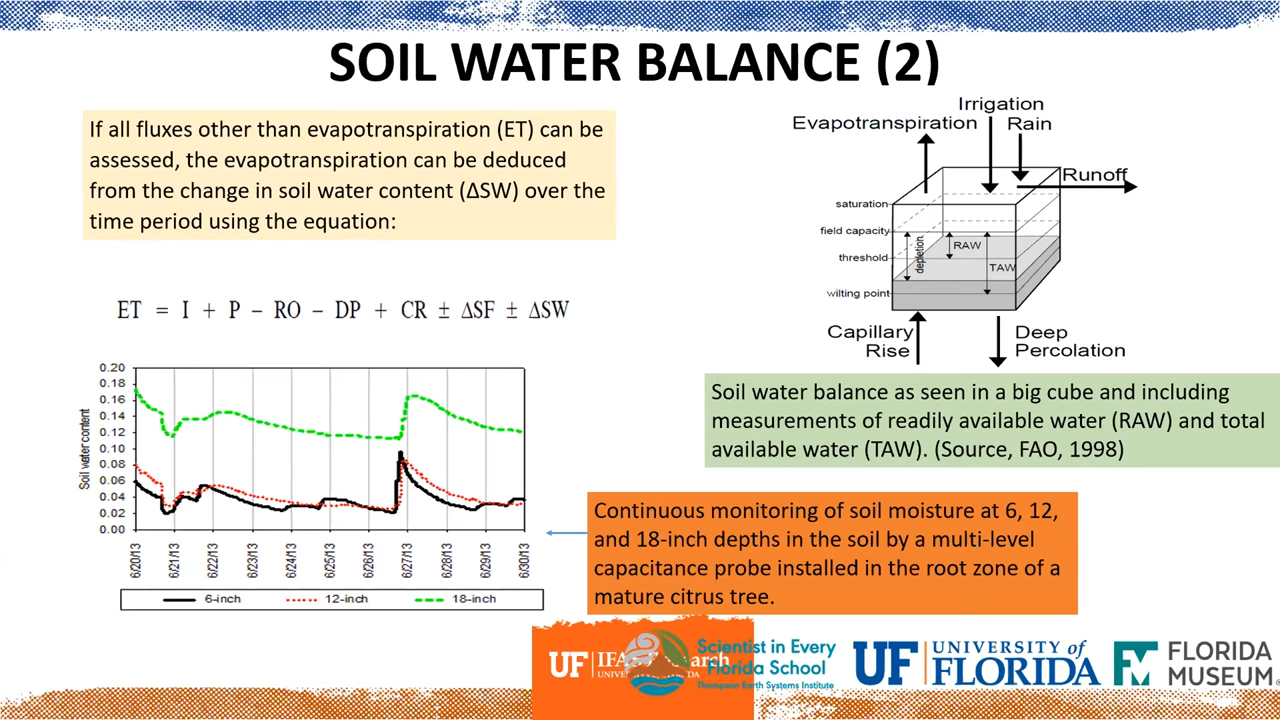 SOIL WATER BALANCE (2)
If all fluxes other than evapotranspiration (ET) can be
assessed, the evapotranspiration can be deduced
from the change in soil water content (ΔSW) over the
time period using the equation:
ET = I + P − RO − DP + CR ± ΔSF ± ΔSW
Irrigation
Evapotranspiration
Rain
Runoff
saturation
field capacity
threshold
wilting point
depletion
RAW
TAW
Capillary
Rise
Deep
Percolation
Soil water balance as seen in a big cube and including
measurements of readily available water (RAW) and total
available water (TAW). (Source, FAO, 1998)
Soil water content
0.20
0.18
0.16
0.14
0.12
0.10
0.08
0.06
0.04
0.02
0.00
6/20/13
6/21/13
6/22/13
6/23/13
6/24/13
6/25/13
6/26/13
6/27/13
6/28/13
6/29/13
6/30/13
6-inch 12-inch 18-inch
Continuous monitoring of soil moisture at 6, 12,
and 18-inch depths in the soil by a multi-level
capacitance probe installed in the root zone of a
mature citrus tree.
UF
Scientist in Every
Florida School
Thompson Earth Systems Institute
UF UNIVERSITY of
FLORIDA
FM FLORIDA
MUSEUM